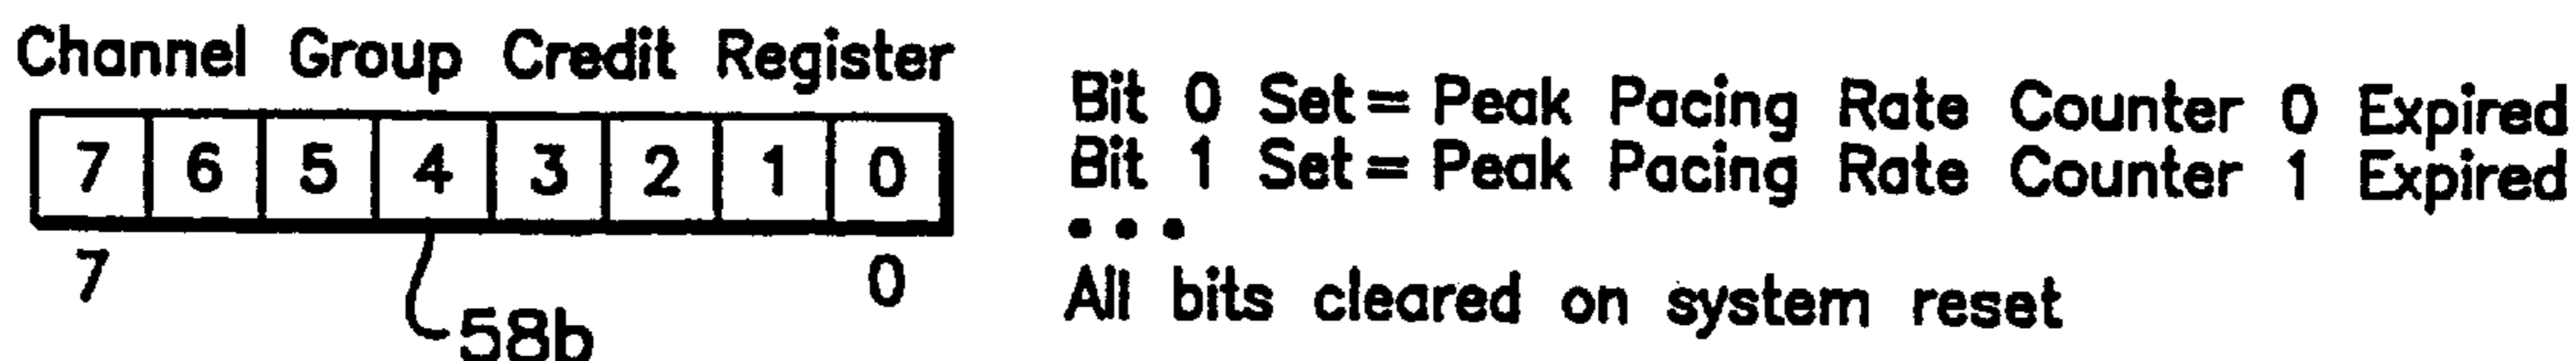 Channel Group Credit Register
7 6 5 4 3 2 1 0
7 0
58b
Bit 0 Set= Peak Pacing Rate Counter 0 Expired
Bit 1 Set= Peak Pacing Rate Counter 1 Expired
• • •
All bits cleared on system reset